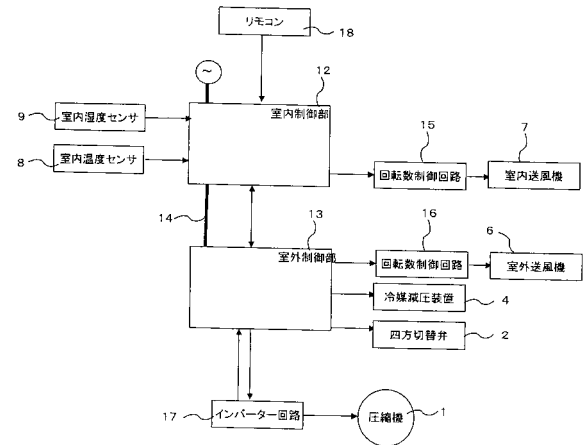 リモコン
18
~
12
室内制御部
9
室内湿度センサ
8
室内温度センサ
15
7
回転数制御回路
室内送風機
14
13
室外制御部
16
6
回転数制御回路
室外送風機
冷媒減圧装置
4
四方切替弁
2
17
インバーター回路
圧縮機
1